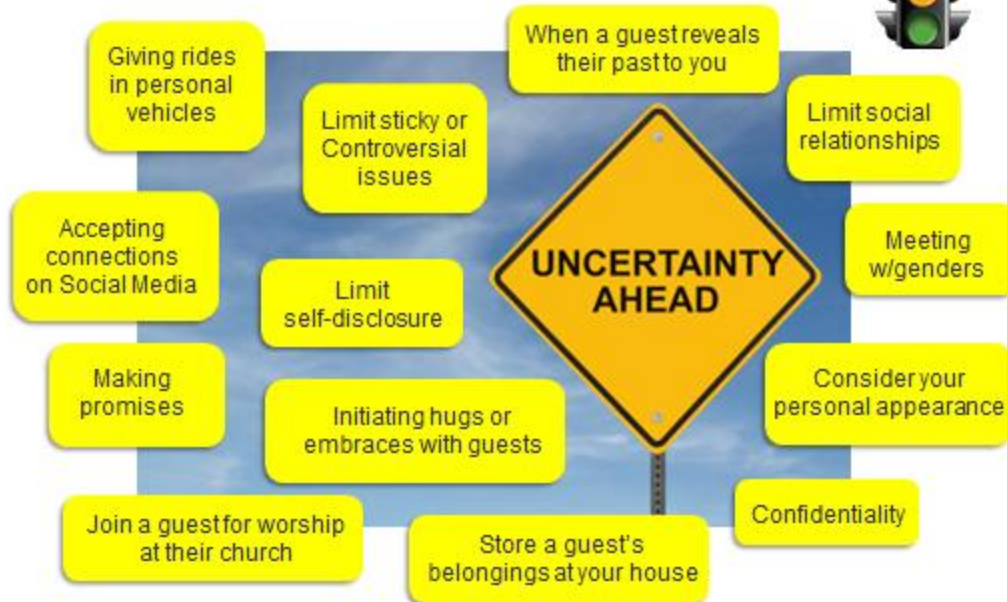 When a guest reveals
their past to you
Giving rides
in personal
vehicles
Limit sticky or
Controversial
issues
Limit social
relationships
Accepting
connections
on Social Media
UNCERTAINTY
AHEAD
Meeting
w/genders
Limit
self-disclosure
Making
promises
Initiating hugs or
embraces with guests
Consider your
personal appearance
Join a guest for worship
at their church
Store a guest's
belongings at your house
Confidentiality